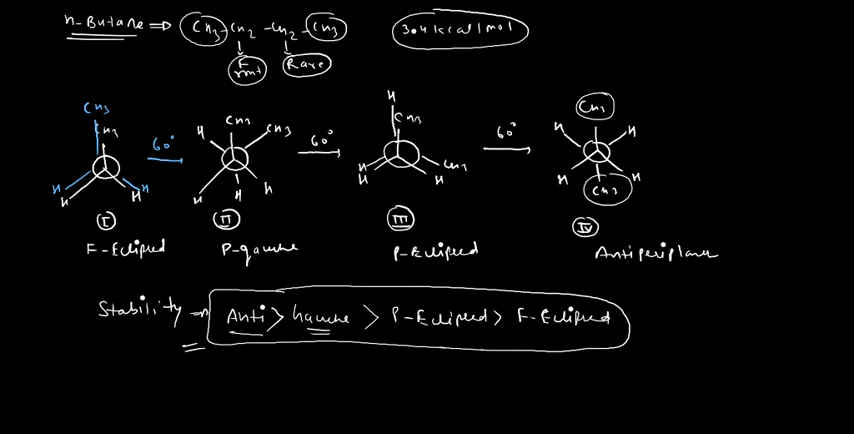 n-Butane ⇒ CH3-CH2-CH2-CH3 3.4 kcal/mol
Front Rare
CH3 CH3 H H
CH3 60° H CH3 CH3 60° CH3 60° H CH3 H
H H H H H H H H H CH3 H H CH3 H
I II III IV
F-Eclipsed P-gauche P-Eclipsed Antiperiplanar
Stability ⇒ Anti > Gauche > P-Eclipsed > F-Eclipsed